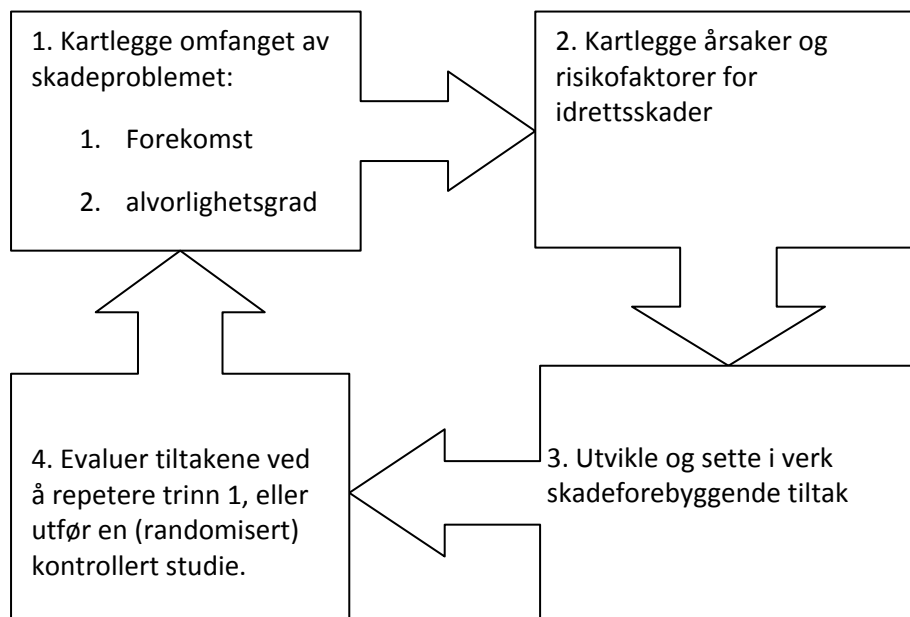 1. Kartlegge omfanget av
skadeproblemet:
1. Forekomst
2. alvorlighetsgrad
2. Kartlegge årsaker og
risikofaktorer for
idrettsskader
3. Utvikle og sette i verk
skadeforebyggende tiltak
4. Evaluer tiltakene ved
å repetere trinn 1, eller
utfør en (randomisert)
kontrollert studie.